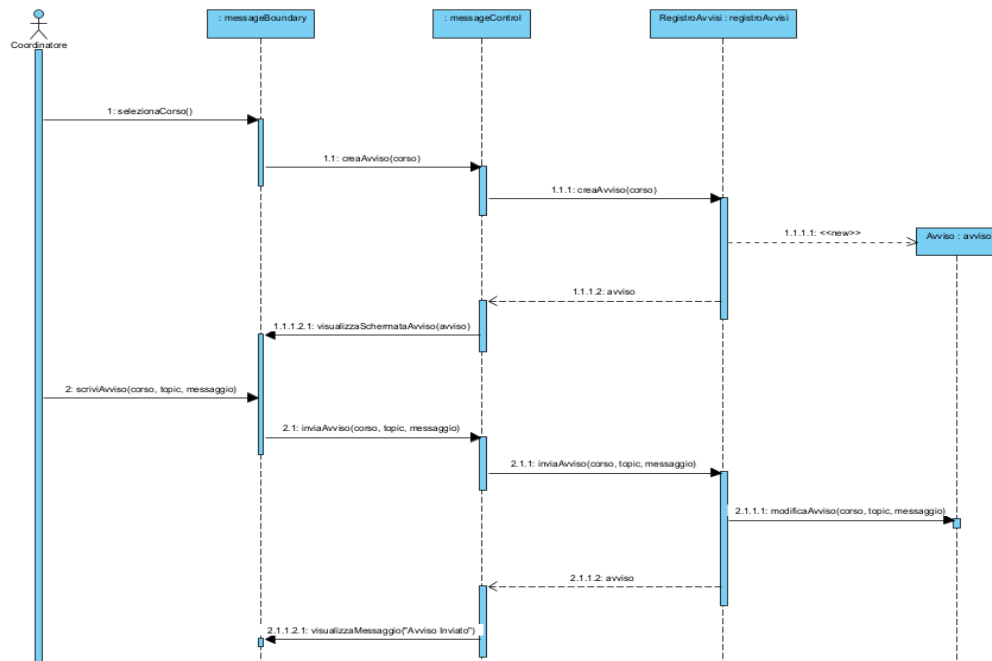 : messageBoundary
: messageControl
RegistroAvvisi : registroAvvisi
Coordinatore
1: selezionaCorso()
1.1: creaAvviso(corso)
1.1.1: creaAvviso(corso)
1.1.1.1: <<new>>
Avviso : avviso
1.1.1.2: avviso
1.1.1.2.1: visualizzaSchermataAvviso(avviso)
2: scriviAvviso(corso, topic, messaggio)
2.1: inviaAvviso(corso, topic, messaggio)
2.1.1: inviaAvviso(corso, topic, messaggio)
2.1.1.1: modificaAvviso(corso, topic, messaggio)
2.1.1.2: avviso
2.1.1.2.1: visualizzaMessaggio("Avviso Inviato")